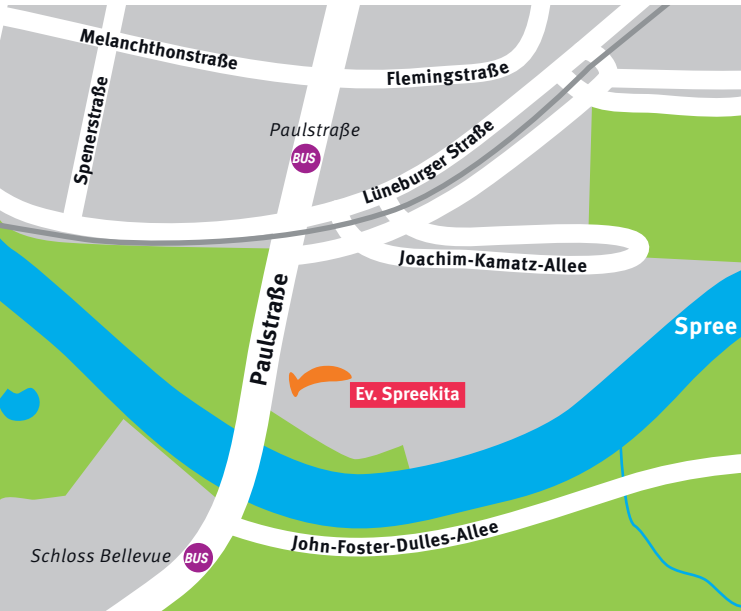 Melanchthonstraße
Flemingstraße
Spenerstraße
Paulstraße
BUS
Lüneburger Straße
Joachim-Kamatz-Allee
Paulstraße
Spree
Ev. Spreekita
John-Foster-Dulles-Allee
Schloss Bellevue
BUS